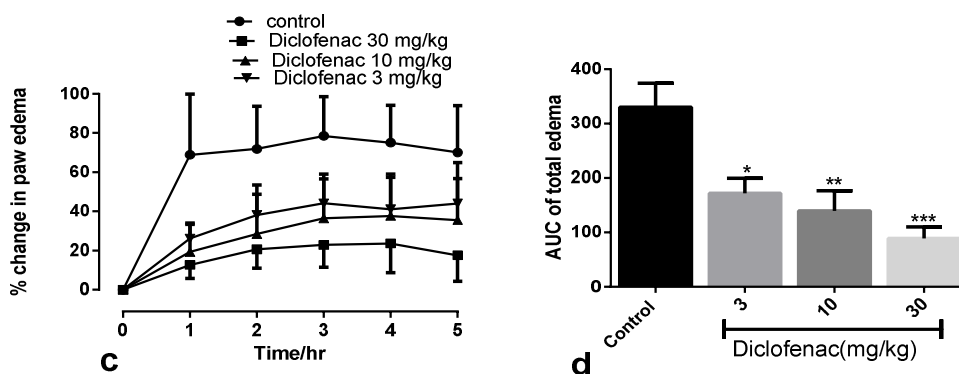 control
Diclofenac 30 mg/kg
Diclofenac 10 mg/kg
Diclofenac 3 mg/kg
% change in paw edema
100
80
60
40
20
0
0 1 2 3 4 5
Time/hr
c
AUC of total edema
400
300
200
100
0
*
**
***
Control
3
10
30
Diclofenac(mg/kg)
d